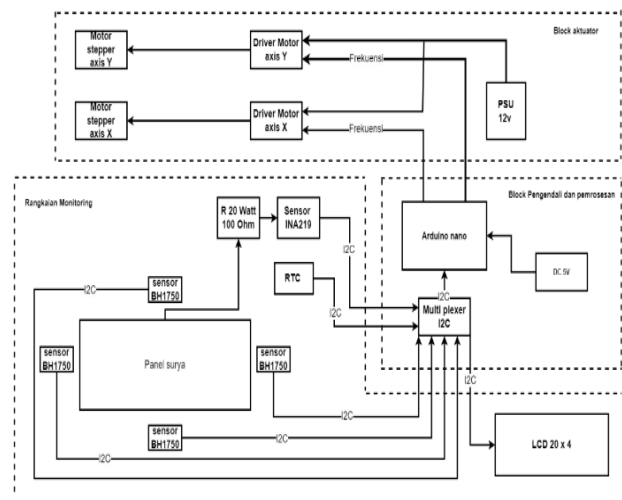 Block aktuator
Motor
stepper
axis Y
Driver Motor
axis Y
Frekuensi
PSU
12v
Motor
stepper
axis X
Driver Motor
axis X
Frekuensi
Rangkaian Monitoring
Block Pengendali dan pemrosesan
R 20 Watt
100 Ohm
Sensor
INA219
I2C
Arduino nano
DC 5V
RTC
I2C
I2C
Multi plexer
I2C
I2C
sensor
BH1750
sensor
BH1750
Panel surya
sensor
BH1750
I2C
I2C
sensor
BH1750
I2C
I2C
I2C
LCD 20 x 4